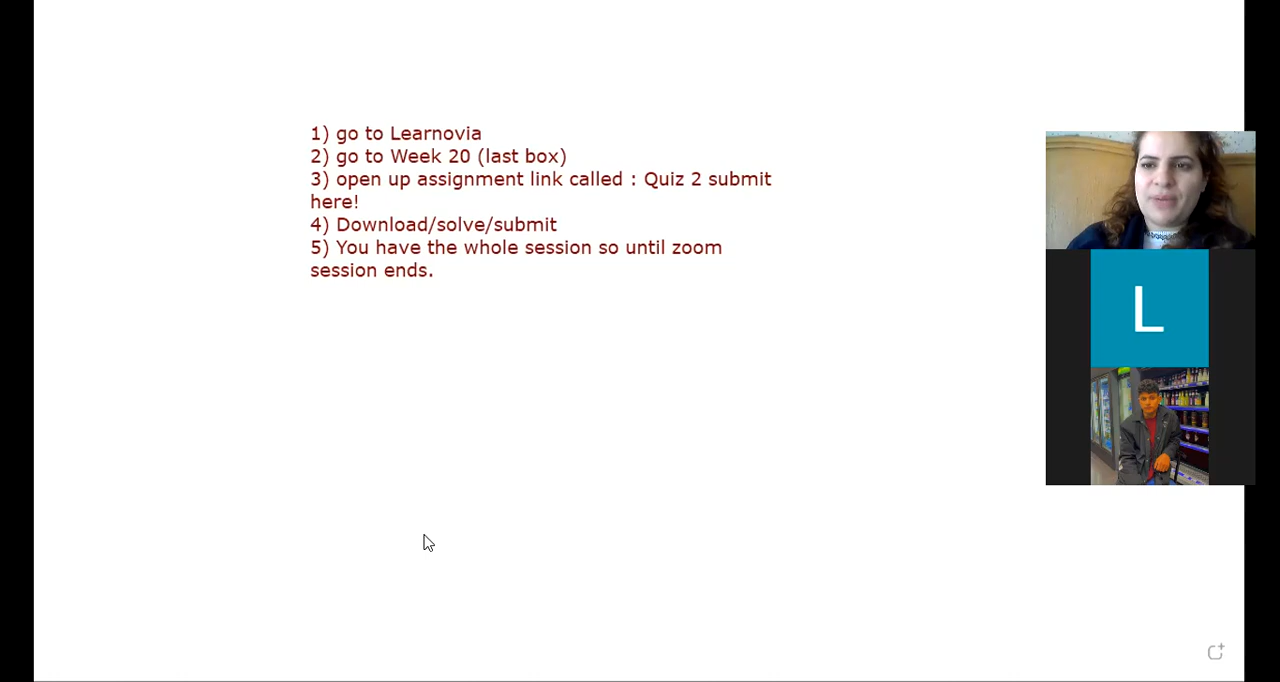 1) go to Learnovia
2) go to Week 20 (last box)
3) open up assignment link called : Quiz 2 submit
here!
4) Download/solve/submit
5) You have the whole session so until zoom
session ends.
L